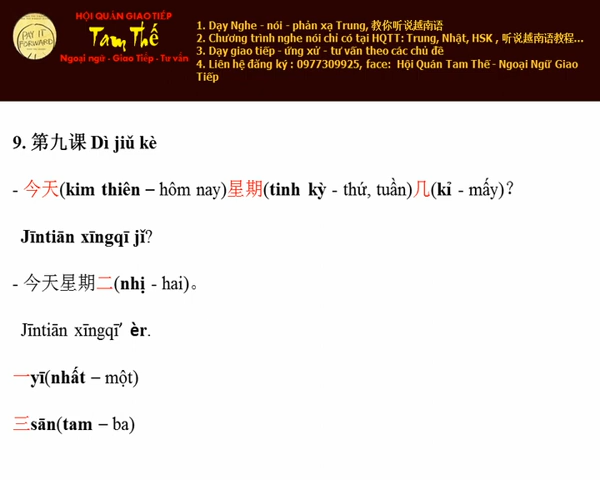 HỘI QUÁN GIAO TIẾP
PAY IT
FORWARD
Tam Thế
Ngoại ngữ - Giao Tiếp - Tư vấn
1. Dạy Nghe - nói - phản xạ Trung, 教你听说越南语
2. Chương trình nghe nói chỉ có tại HQTT: Trung, Nhật, HSK , 听说越南语教程...
3. Dạy giao tiếp - ứng xử - tư vấn theo các chủ đề
4. Liên hệ đăng ký : 0977309925, face:  Hội Quán Tam Thế - Ngoại Ngữ Giao
Tiếp
9. 第九课 Dì jiǔ kè
- 今天(kim thiên – hôm nay)星期(tinh kỳ - thứ, tuần)几(kỉ - mấy)？
Jīntiān xīngqī jǐ?
- 今天星期二(nhị - hai)。
Jīntiān xīngqī’ èr.
一yī(nhất – một)
三sān(tam – ba)